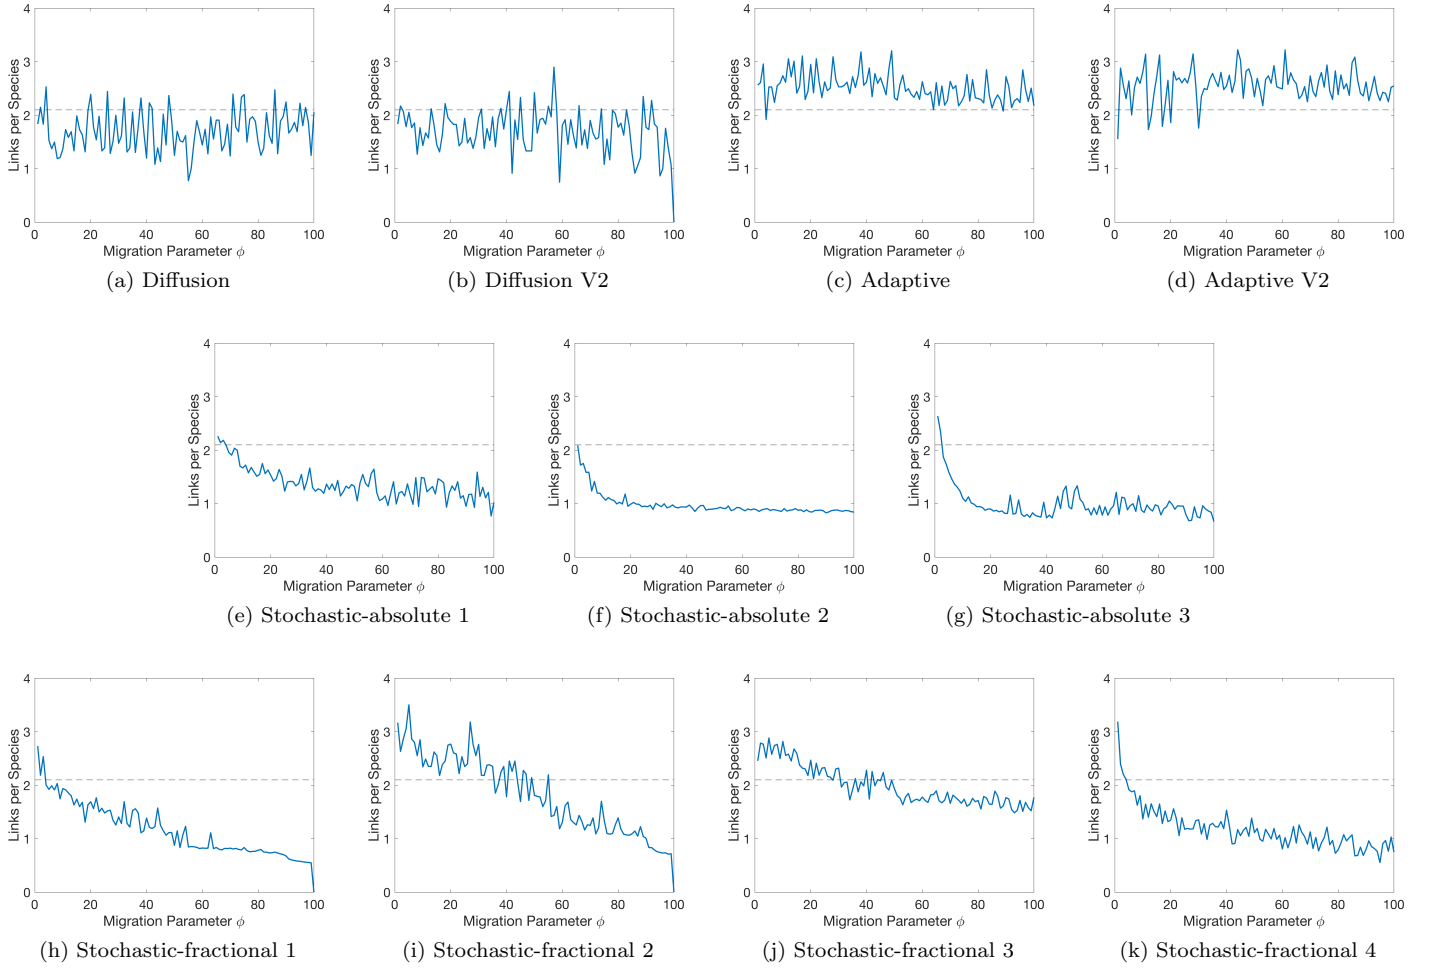 4
3
2
1
0
Links per Species
0 20 40 60 80 100
Migration Parameter ϕ
(a) Diffusion
4
3
2
1
0
Links per Species
0 20 40 60 80 100
Migration Parameter ϕ
(b) Diffusion V2
4
3
2
1
0
Links per Species
0 20 40 60 80 100
Migration Parameter ϕ
(c) Adaptive
4
3
2
1
0
Links per Species
0 20 40 60 80 100
Migration Parameter ϕ
(d) Adaptive V2
4
3
2
1
0
Links per Species
0 20 40 60 80 100
Migration Parameter ϕ
(e) Stochastic-absolute 1
4
3
2
1
0
Links per Species
0 20 40 60 80 100
Migration Parameter ϕ
(f) Stochastic-absolute 2
4
3
2
1
0
Links per Species
0 20 40 60 80 100
Migration Parameter ϕ
(g) Stochastic-absolute 3
4
3
2
1
0
Links per Species
0 20 40 60 80 100
Migration Parameter ϕ
(h) Stochastic-fractional 1
4
3
2
1
0
Links per Species
0 20 40 60 80 100
Migration Parameter ϕ
(i) Stochastic-fractional 2
4
3
2
1
0
Links per Species
0 20 40 60 80 100
Migration Parameter ϕ
(j) Stochastic-fractional 3
4
3
2
1
0
Links per Species
0 20 40 60 80 100
Migration Parameter ϕ
(k) Stochastic-fractional 4